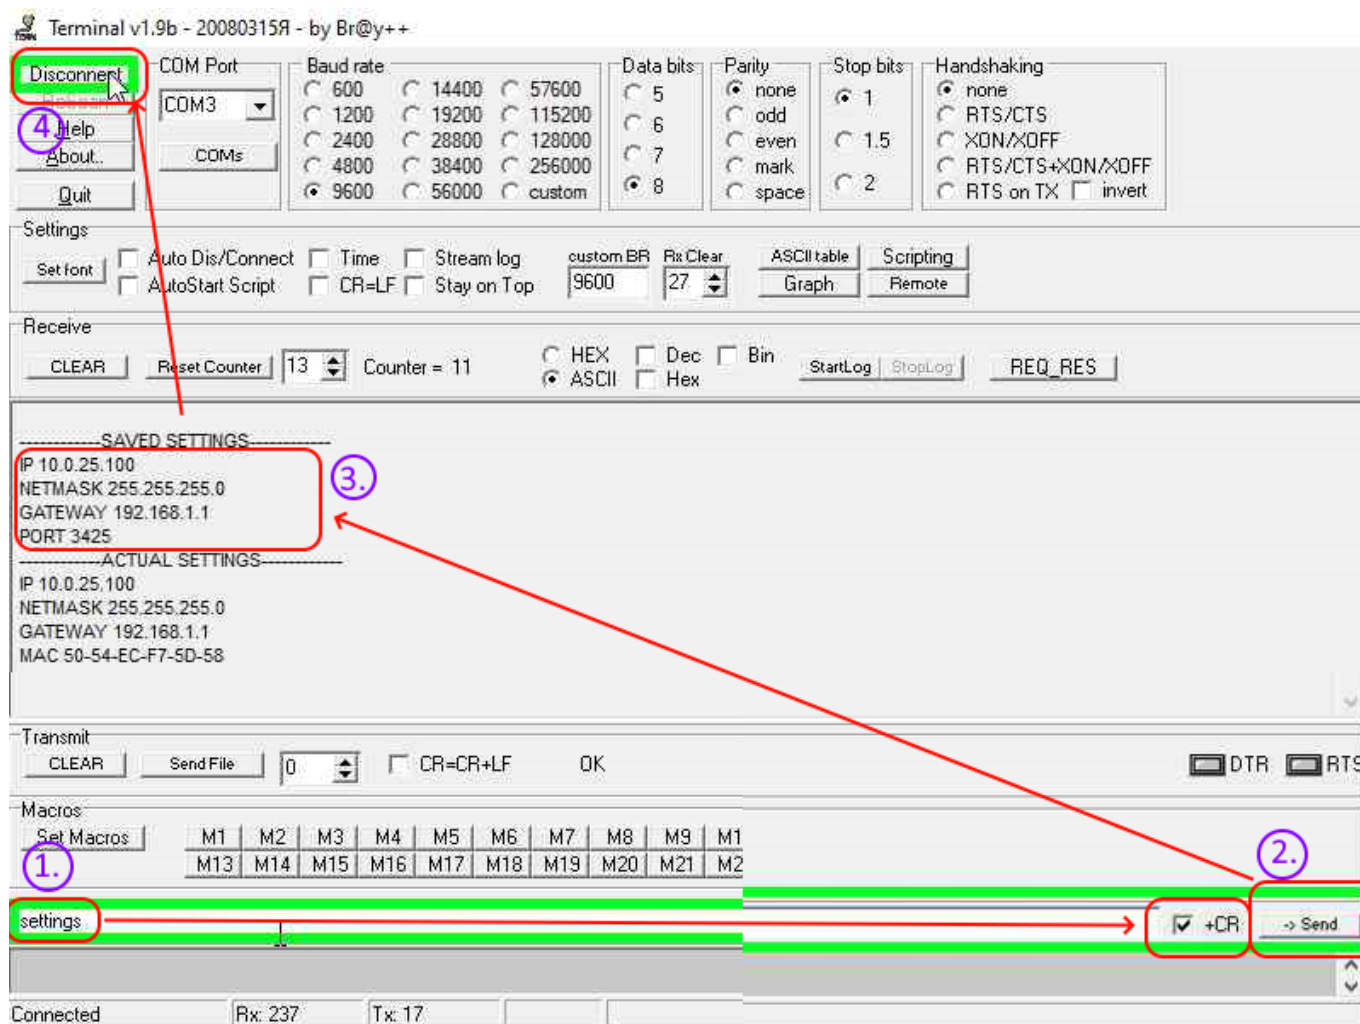 Terminal v1.9b - 20080315Я - by Br@y++
Disconnect
4.
Help
About..
Quit
COM Port
COM3
COMs
Baud rate
600 14400 57600
1200 19200 115200
2400 28800 128000
4800 38400 256000
9600 56000 custom
Data bits
5
6
7
8
Parity
none
odd
even
mark
space
Stop bits
1
1.5
2
Handshaking
none
RTS/CTS
XON/XOFF
RTS/CTS+XON/XOFF
RTS on TX invert
Settings
Set font
Auto Dis/Connect Time Stream log
AutoStart Script CR=LF Stay on Top
custom BR Rx Clear
9600 27
ASCII table Scripting
Graph Remote
Receive
CLEAR Reset Counter 13 Counter = 11
HEX Dec Bin
ASCII Hex
StartLog StopLog REQ_RES
-------------SAVED SETTINGS-------------
IP 10.0.25.100
NETMASK 255.255.255.0
GATEWAY 192.168.1.1
PORT 3425
3.
-------------ACTUAL SETTINGS-------------
IP 10.0.25.100
NETMASK 255.255.255.0
GATEWAY 192.168.1.1
MAC 50-54-EC-F7-5D-58
Transmit
CLEAR Send File 0 CR=CR+LF OK DTR RTS
Macros
Set Macros M1 M2 M3 M4 M5 M6 M7 M8 M9 M1
M13 M14 M15 M16 M17 M18 M19 M20 M21 M2
1.
2.
settings +CR -> Send
Connected Rx: 237 Tx: 17